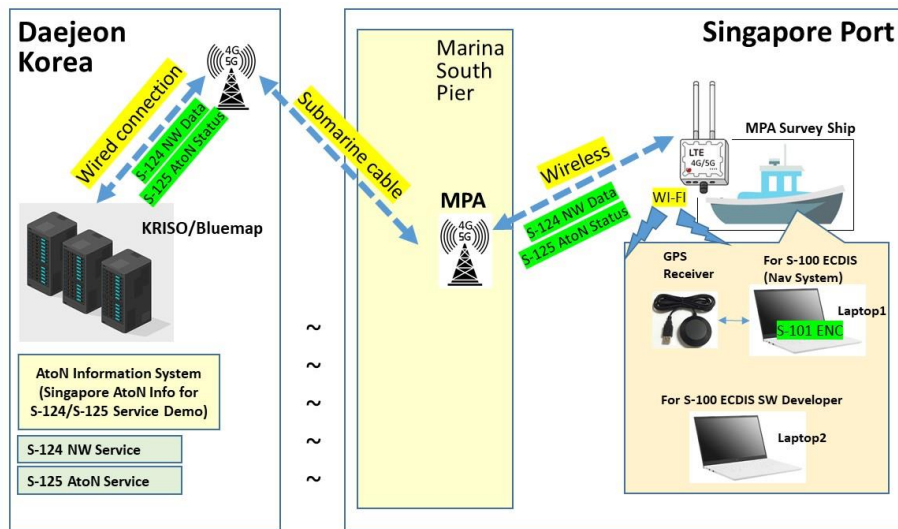 Daejeon
Korea
4G
5G
Wired connection
S-124 NW Data
S-125 AtoN Status
KRISO/Bluemap
AtoN Information System
(Singapore AtoN Info for
S-124/S-125 Service Demo)
S-124 NW Service
S-125 AtoN Service
Submarine cable
~
~
~
~
~
Singapore Port
Marina
South
Pier
MPA
4G
5G
Wireless
S-124 NW Data
S-125 AtoN Status
LTE
4G/5G
MPA Survey Ship
WI-FI
GPS
Receiver
For S-100 ECDIS
(Nav System)
Laptop1
S-101 ENC
For S-100 ECDIS SW Developer
Laptop2